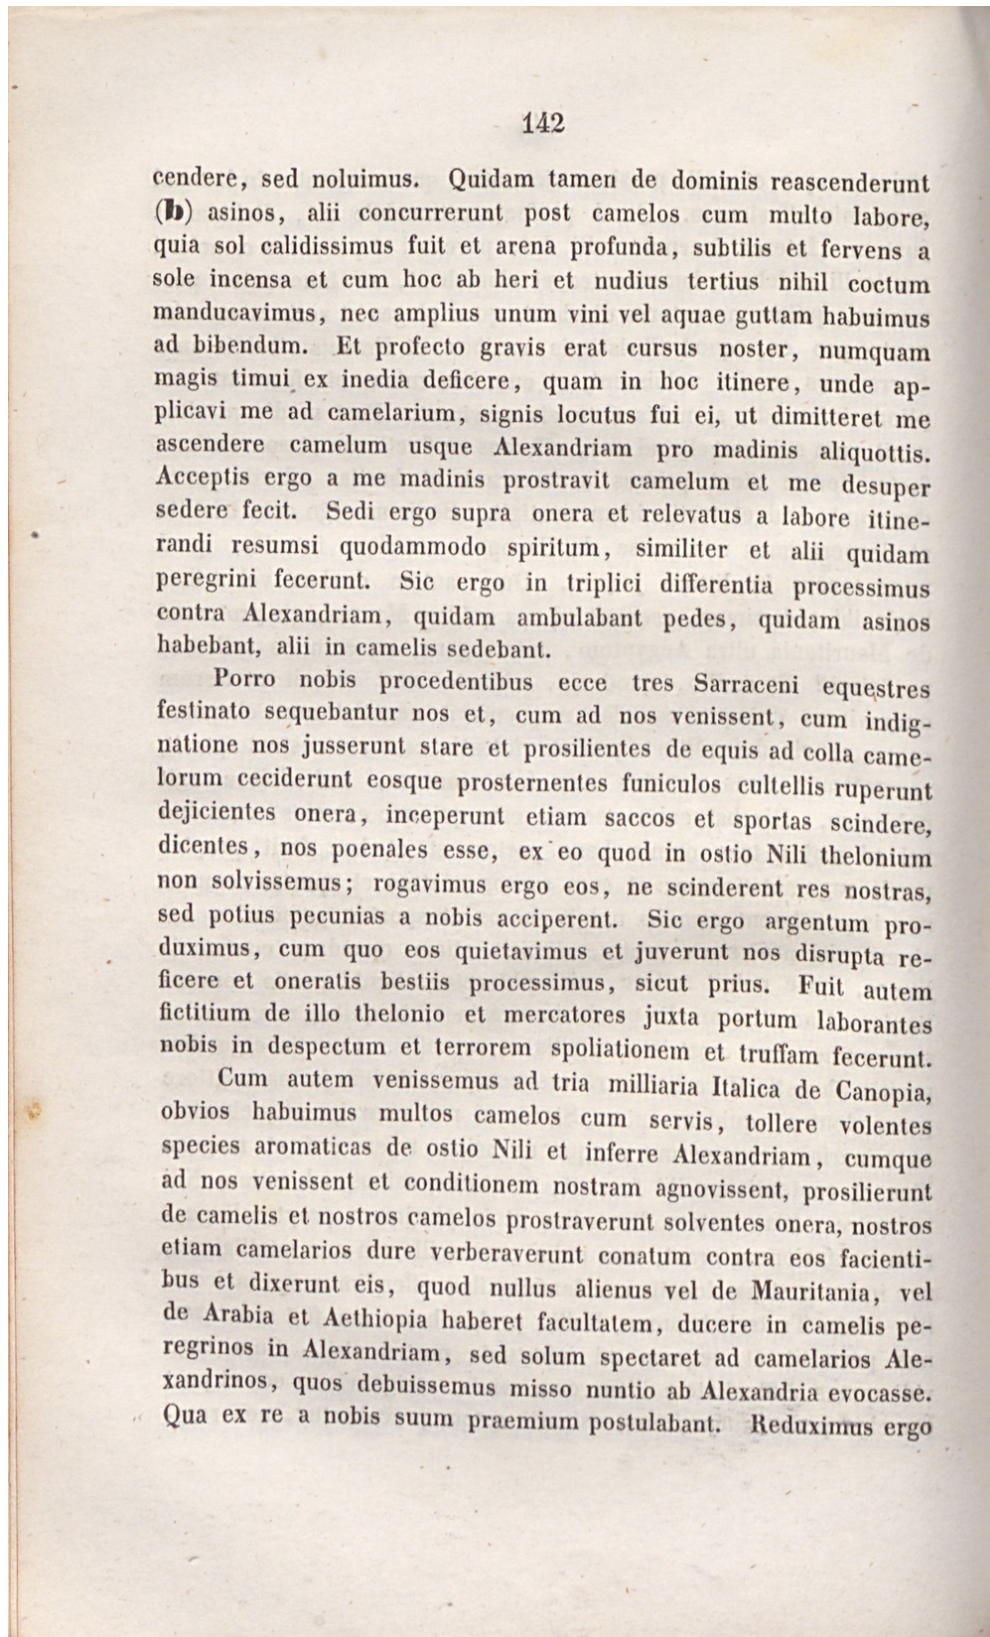 142
cendere, sed noluimus. Quidam tamen de dominis reascenderunt
(b) asinos, alii concurrerunt post camelos cum multo labore,
quia sol calidissimus fuit et arena profunda, subtilis et fervens a
sole incensa et cum hoc ab heri et nudius tertius nihil coctum
manducavimus, nec amplius unum vini vel aquae guttam habuimus
ad bibendum. Et profecto gravis erat cursus noster, numquam
magis timui ex inedia deficere, quam in hoc itinere, unde ap-
plicavi me ad camelarium, signis locutus fui ei, ut dimitteret me
ascendere camelum usque Alexandriam pro madinis aliquottis.
Acceptis ergo a me madinis prostravit camelum et me desuper
sedere fecit. Sedi ergo supra onera et relevatus a labore itine-
randi resumsi quodammodo spiritum, similiter et alii quidam
peregrini fecerunt. Sic ergo in triplici differentia processimus
contra Alexandriam, quidam ambulabant pedes, quidam asinos
habebant, alii in camelis sedebant.
Porro nobis procedentibus ecce tres Sarraceni equestres
festinato sequebantur nos et, cum ad nos venissent, cum indig-
natione nos jusserunt stare et prosilientes de equis ad colla came-
lorum ceciderunt eosque prosternentes funiculos cultellis ruperunt
dejicientes onera, inceperunt etiam saccos et sportas scindere,
dicentes, nos poenales esse, ex eo quod in ostio Nili thelonium
non solvissemus; rogavimus ergo eos, ne scinderent res nostras,
sed potius pecunias a nobis acciperent. Sic ergo argentum pro-
duximus, cum quo eos quietavimus et juverunt nos disrupta re-
ficere et oneratis bestiis processimus, sicut prius. Fuit autem
fictitium de illo thelonio et mercatores juxta portum laborantes
nobis in despectum et terrorem spoliationem et truffam fecerunt.
Cum autem venissemus ad tria milliaria Italica de Canopia,
obvios habuimus multos camelos cum servis, tollere volentes
species aromaticas de ostio Nili et inferre Alexandriam, cumque
ad nos venissent et conditionem nostram agnovissent, prosilierunt
de camelis et nostros camelos prostraverunt solventes onera, nostros
etiam camelarios dure verberaverunt conatum contra eos facienti-
bus et dixerunt eis, quod nullus alienus vel de Mauritania, vel
de Arabia et Aethiopia haberet facultatem, ducere in camelis pe-
regrinos in Alexandriam, sed solum spectaret ad camelarios Ale-
xandrinos, quos debuissemus misso nuntio ab Alexandria evocasse.
Qua ex re a nobis suum praemium postulabant. Reduximus ergo